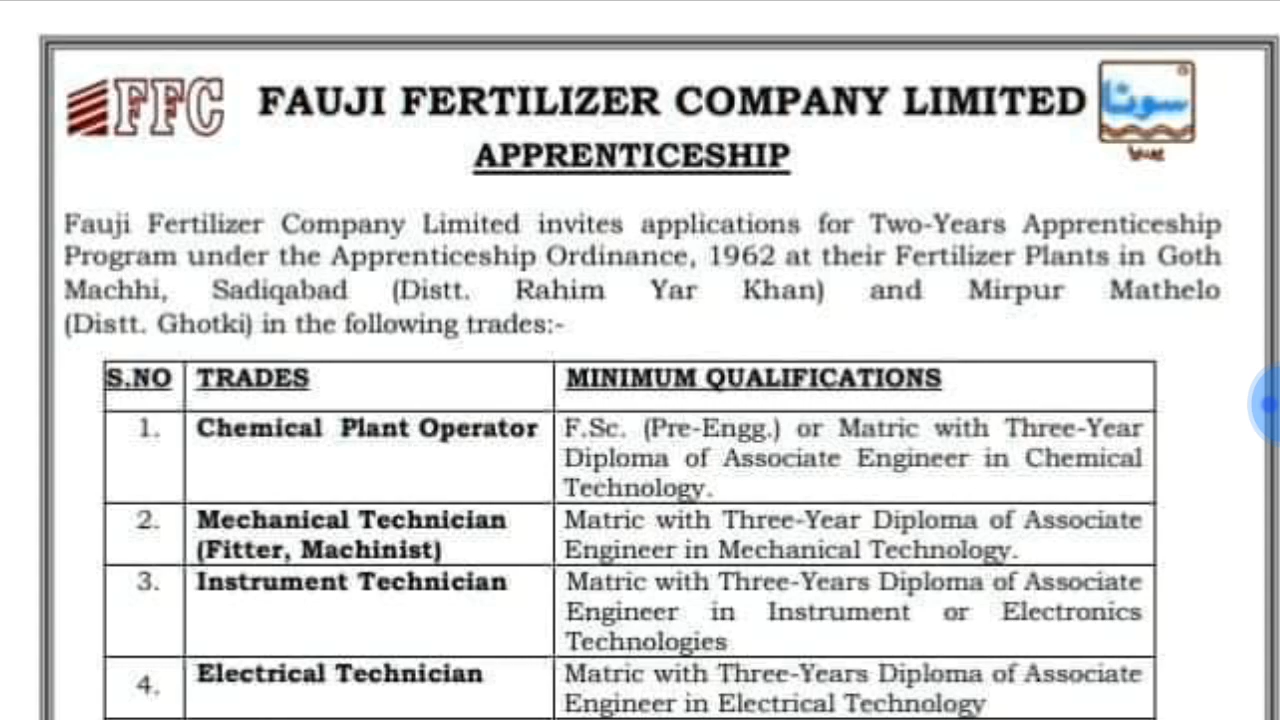 FFC
FAUJI FERTILIZER COMPANY LIMITED
سونا
APPRENTICESHIP
Fauji Fertilizer Company Limited invites applications for Two-Years Apprenticeship
Program under the Apprenticeship Ordinance, 1962 at their Fertilizer Plants in Goth
Machhi, Sadiqabad (Distt. Rahim Yar Khan) and Mirpur Mathelo
(Distt. Ghotki) in the following trades:-
S.NO TRADES MINIMUM QUALIFICATIONS
1. Chemical Plant Operator F.Sc. (Pre-Engg.) or Matric with Three-Year
Diploma of Associate Engineer in Chemical
Technology.
2. Mechanical Technician Matric with Three-Year Diploma of Associate
(Fitter, Machinist) Engineer in Mechanical Technology.
3. Instrument Technician Matric with Three-Years Diploma of Associate
Engineer in Instrument or Electronics
Technologies
4. Electrical Technician Matric with Three-Years Diploma of Associate
Engineer in Electrical Technology